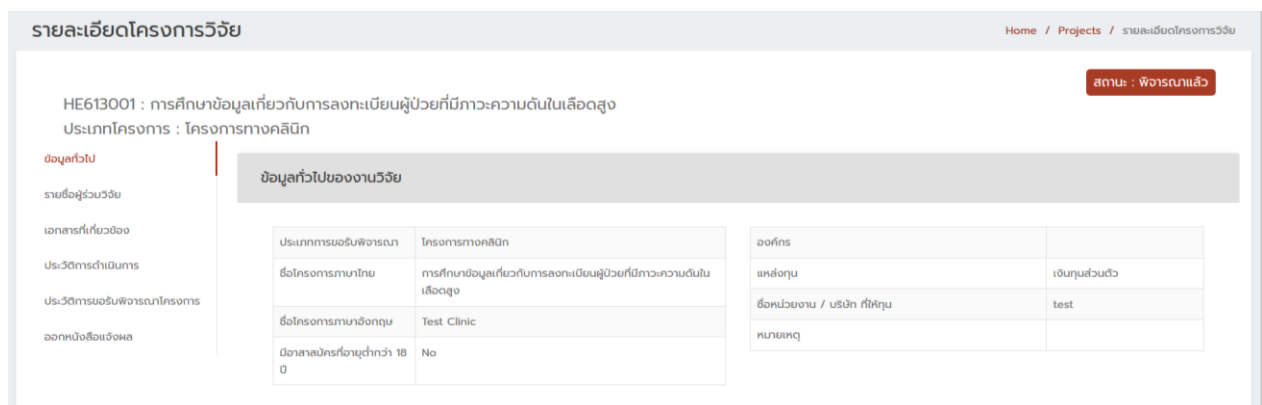 รายละเอียดโครงการวิจัย
Home / Projects / รายละเอียดโครงการวิจัย
สถานะ : พิจารณาแล้ว
HE613001 : การศึกษาข้อมูลเกี่ยวกับการลงทะเบียนผู้ป่วยที่มีภาวะความดันในเลือดสูง
ประเภทโครงการ : โครงการทางคลินิก
ข้อมูลทั่วไป
รายชื่อผู้ร่วมวิจัย
เอกสารที่เกี่ยวข้อง
ประวัติการดำเนินการ
ประวัติการขอรับพิจารณาโครงการ
ออกหนังสือแจ้งผล
ข้อมูลทั่วไปของงานวิจัย
ประเภทการขอรับพิจารณา โครงการทางคลินิก
ชื่อโครงการภาษาไทย การศึกษาข้อมูลเกี่ยวกับการลงทะเบียนผู้ป่วยที่มีภาวะความดันใน
เลือดสูง
ชื่อโครงการภาษาอังกฤษ Test Clinic
มีอาสาสมัครที่อายุต่ำกว่า 18 No
ปี
องค์กร
แหล่งทุน เงินทุนส่วนตัว
ชื่อหน่วยงาน / บริษัท ที่ให้ทุน test
หมายเหตุ